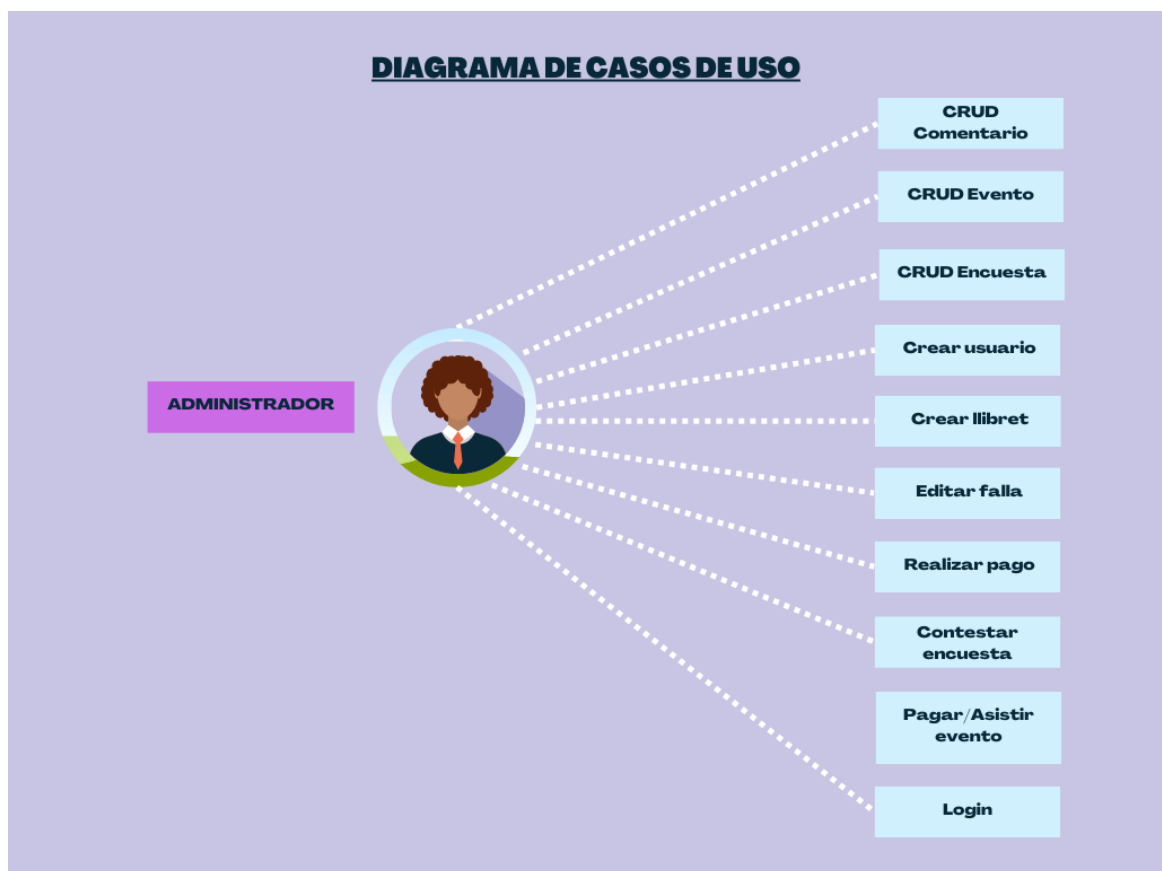 DIAGRAMA DE CASOS DE USO
CRUD
Comentario
CRUD Evento
CRUD Encuesta
Crear usuario
ADMINISTRADOR
Crear llibret
Editar falla
Realizar pago
Contestar
encuesta
Pagar/Asistir
evento
Login